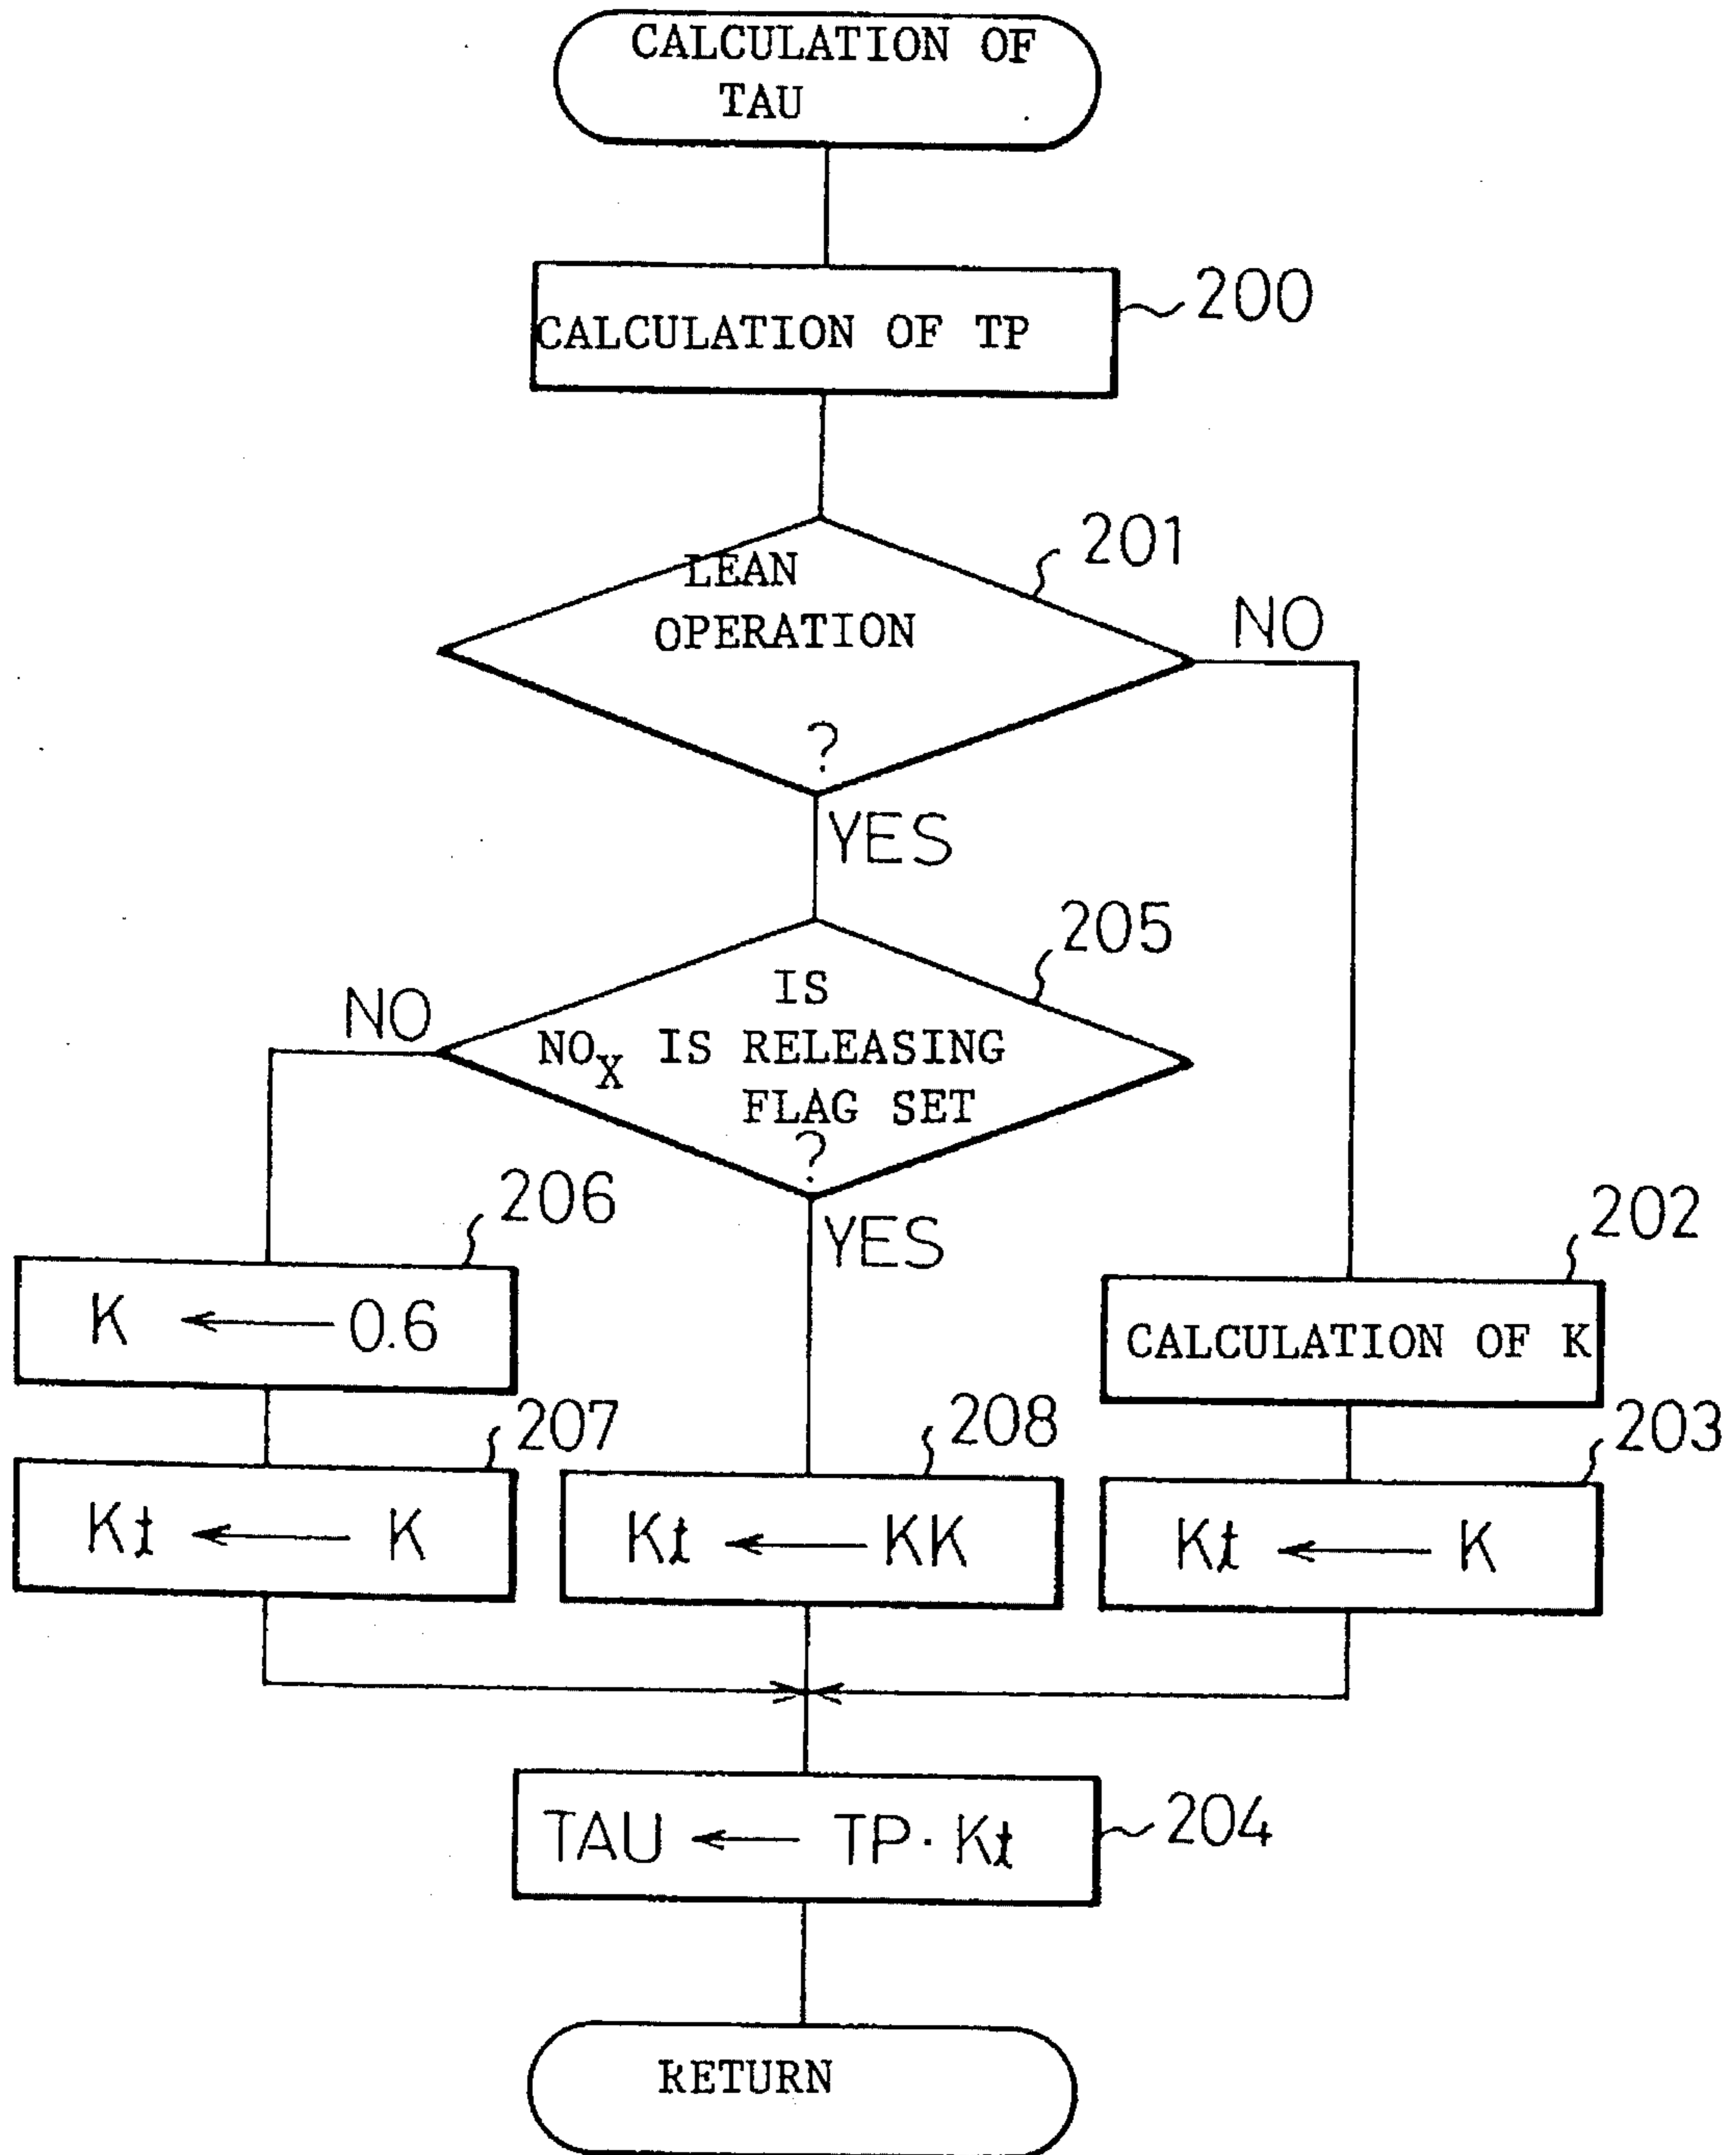 CALCULATION OF
TAU
CALCULATION OF TP
200
LEAN
OPERATION
?
201
NO
YES
205
IS
NOX IS RELEASING
FLAG SET
?
NO
YES
206
K ← 0.6
202
CALCULATION OF K
207
Kt ← K
208
Kt ← KK
203
Kt ← K
TAU ← TP · Kt
204
RETURN